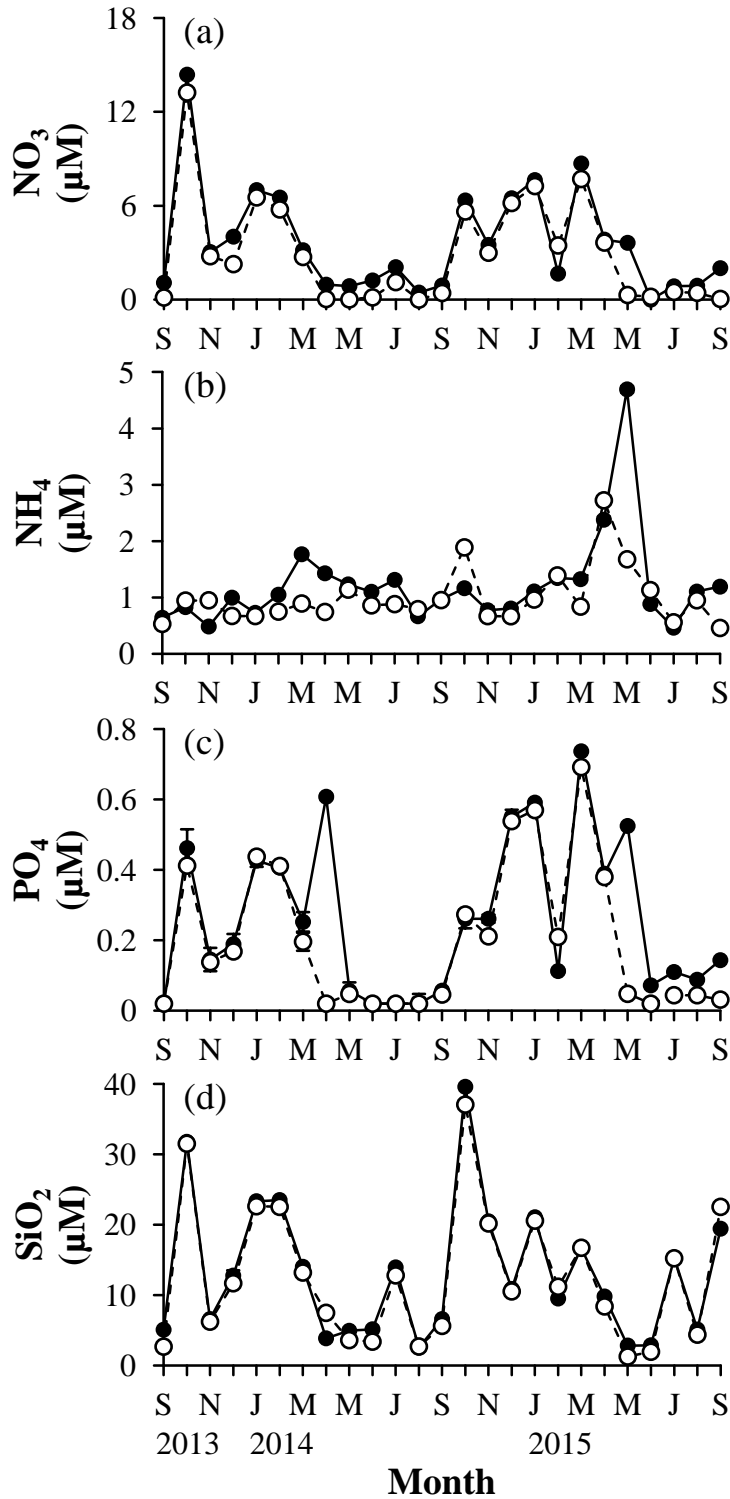 (a)
18
12
6
0
NO3
(μM)
S N J M M J S N J M M J S
(b)
5
4
3
2
1
0
NH4
(μM)
S N J M M J S N J M M J S
(c)
0.8
0.6
0.4
0.2
0
PO4
(μM)
S N J M M J S N J M M J S
(d)
40
30
20
10
0
SiO2
(μM)
S N J M M J S N J M M J S
2013 2014 2015
Month